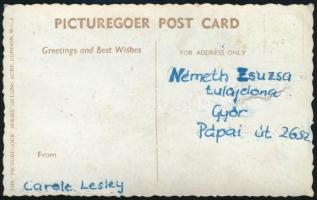 PICTUREGOER POST CARD
Greetings and Best Wishes
FOR ADDRESS ONLY
Németh Zsuzsa
tulajdona
Győr
Pápai út 26sz
From
Carole Lesley